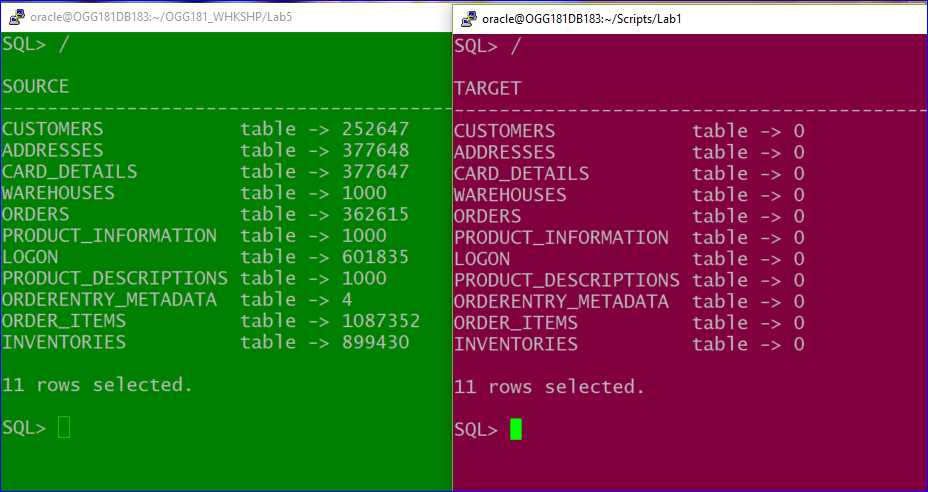 oracle@OGG181DB183:~/OGG181_WHKSHP/Lab5
SQL> /
SOURCE
----------------------------------------
CUSTOMERS table -> 252647
ADDRESSES table -> 377648
CARD_DETAILS table -> 377647
WAREHOUSES table -> 1000
ORDERS table -> 362615
PRODUCT_INFORMATION table -> 1000
LOGON table -> 601835
PRODUCT_DESCRIPTIONS table -> 1000
ORDERENTRY_METADATA table -> 4
ORDER_ITEMS table -> 1087352
INVENTORIES table -> 899430
11 rows selected.
SQL>
oracle@OGG181DB183:~/Scripts/Lab1
SQL> /
TARGET
------------------------------------------
CUSTOMERS table -> 0
ADDRESSES table -> 0
CARD_DETAILS table -> 0
WAREHOUSES table -> 0
ORDERS table -> 0
PRODUCT_INFORMATION table -> 0
LOGON table -> 0
PRODUCT_DESCRIPTIONS table -> 0
ORDERENTRY_METADATA table -> 0
ORDER_ITEMS table -> 0
INVENTORIES table -> 0
11 rows selected.
SQL>